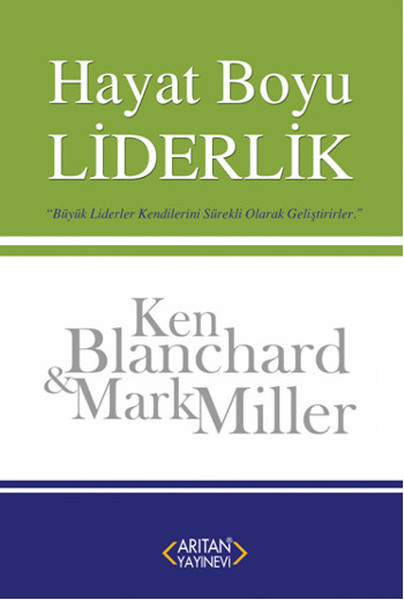 Hayat Boyu
LİDERLİK
“Büyük Liderler Kendilerini Sürekli Olarak Geliştirirler.”
Ken
Blanchard
& Mark
Miller
ARITAN®
YAYINEVİ